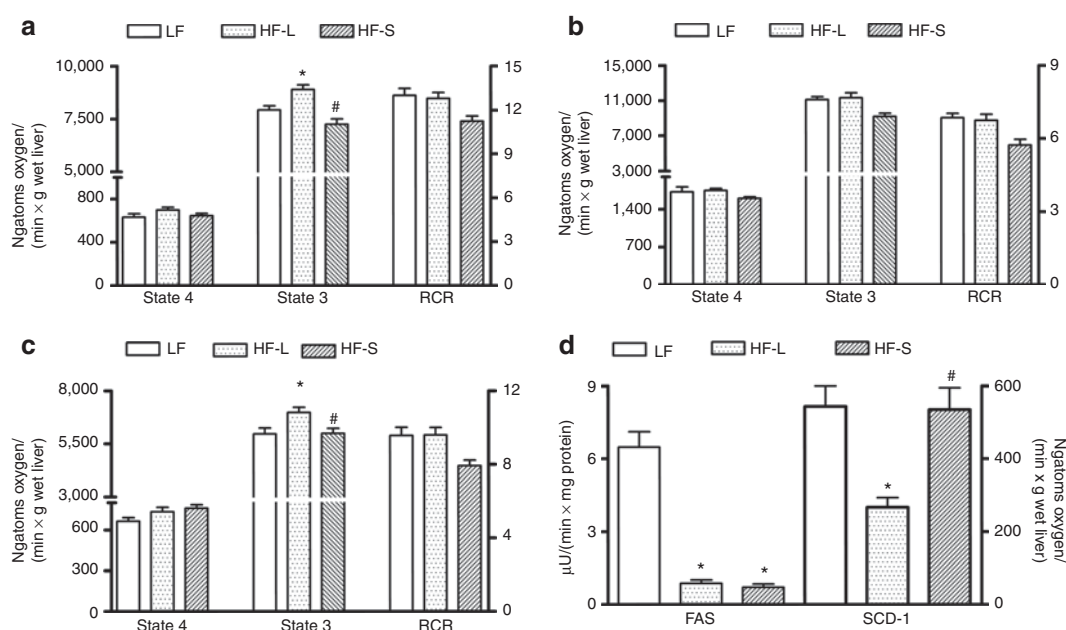 a
LF HF-L HF-S
Ngatoms oxygen/
(min × g wet liver)
10,000
7,500
5,000
800
400
0
*
#
15
12
9
6
3
0
State 4 State 3 RCR
b
LF HF-L HF-S
Ngatoms oxygen/
(min × g wet liver)
15,000
11,000
7,000
3,000
1,400
700
0
9
6
3
0
State 4 State 3 RCR
c
LF HF-L HF-S
Ngatoms oxygen/
(min × g wet liver)
8,000
5,500
3,000
600
300
0
*
#
12
8
4
0
State 4 State 3 RCR
d
LF HF-L HF-S
µU/(min × mg protein)
9
6
3
0
*
*
*
#
600
400
200
0
Ngatoms oxygen/
(min x g wet liver)
FAS SCD-1